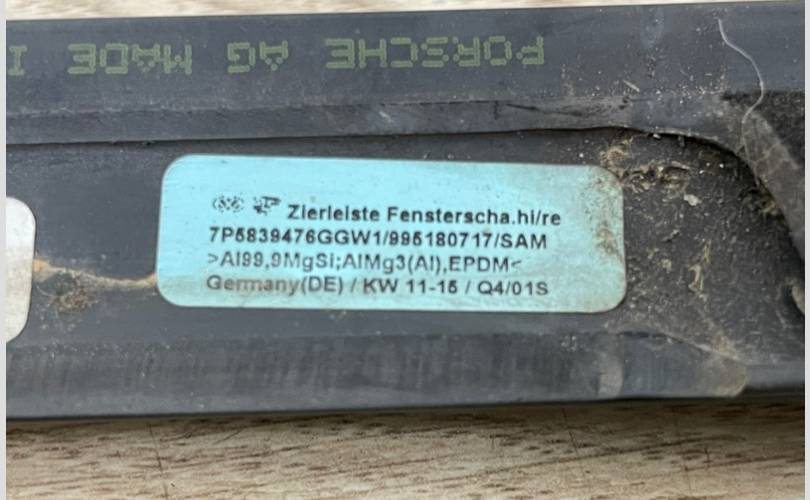 PORSCHE AG MADE I
Zierleiste Fensterscha.hi/re
7P5839476GGW1/995180717/SAM
>Al99,9MgSi;AlMg3(Al),EPDM<
Germany(DE) / KW 11-15 / Q4/01S